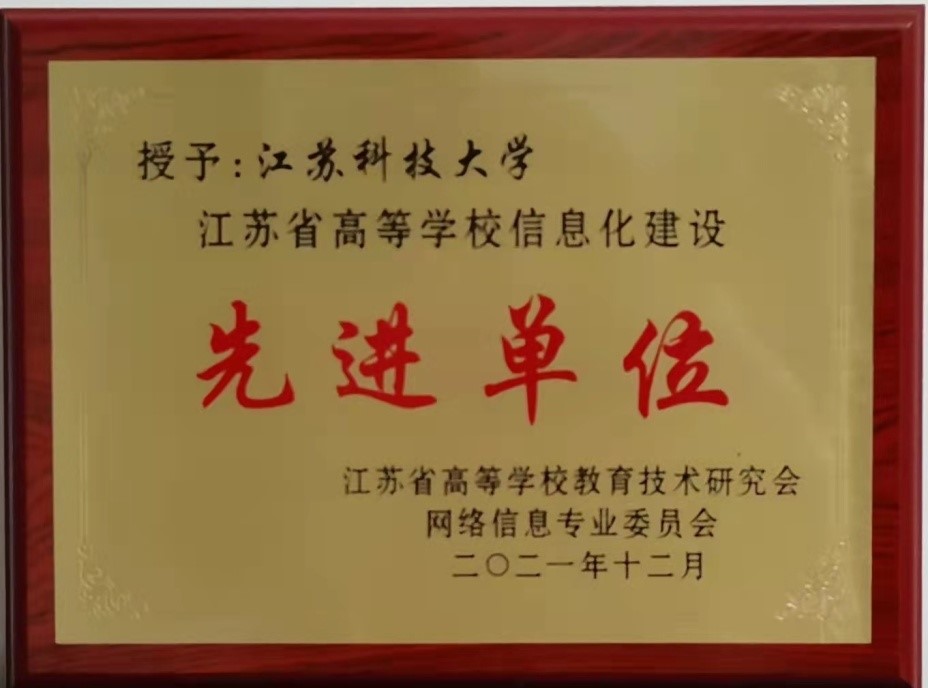 授予:江苏科技大学
江苏省高等学校信息化建设
先进单位
江苏省高等学校教育技术研究会
网络信息专业委员会
二〇二一年十二月